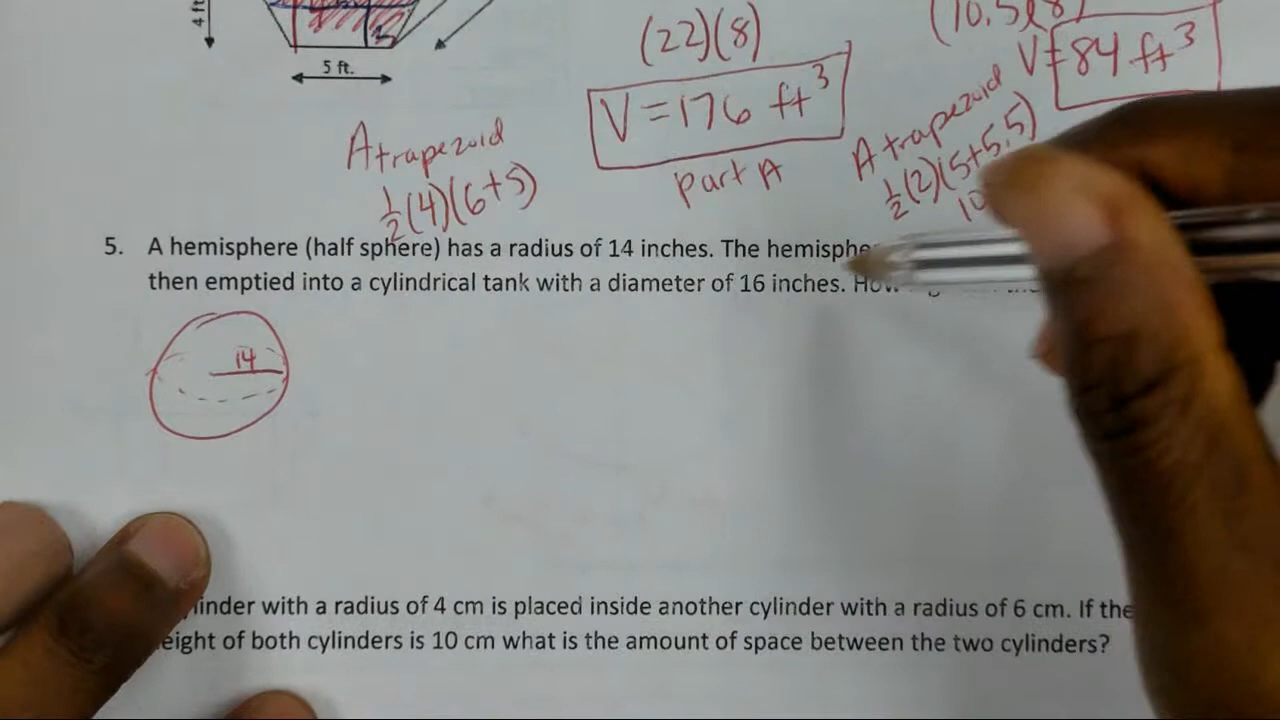 4 ft
5 ft.
(22)(8)
V=176 ft³
part A
(10.5)(8)
V=84 ft³
A trapezoid
½(4)(6+5)
A trapezoid
½(2)(5+5.5)
10
5. A hemisphere (half sphere) has a radius of 14 inches. The
then emptied into a cylindrical tank with a diameter of 16 inches.
14
with a radius of 4 cm is placed inside another cylinder with a radius of 6 cm. If the
of both cylinders is 10 cm what is the amount of space between the two cylinders?